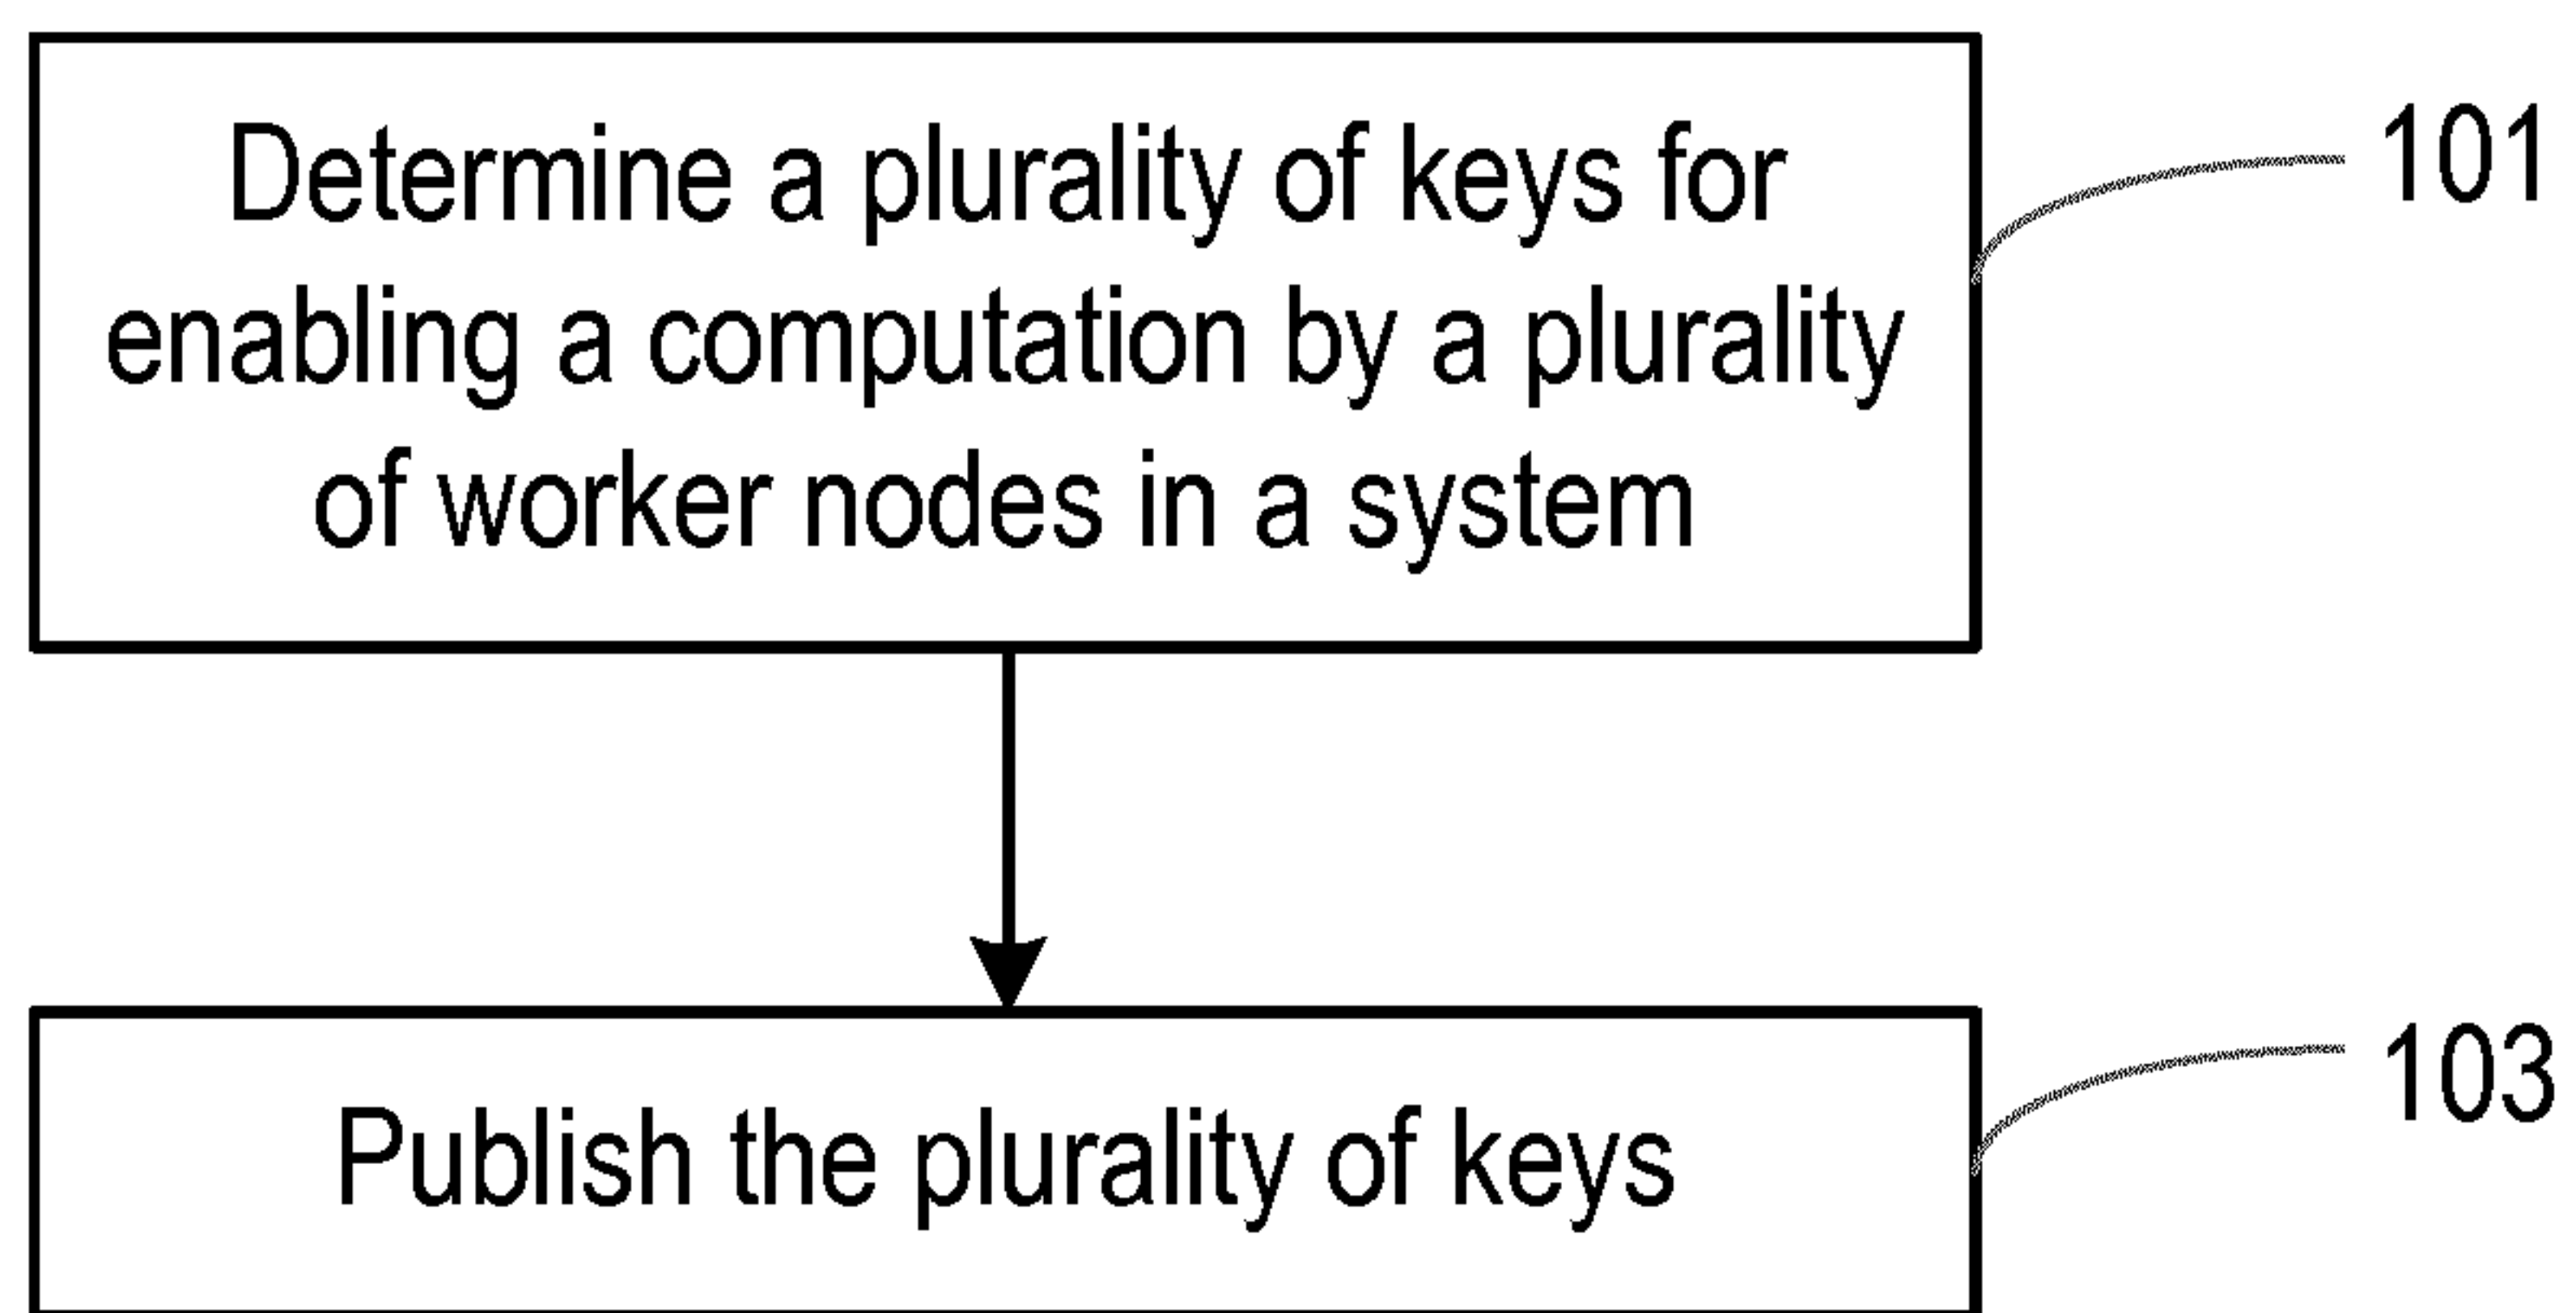 Determine a plurality of keys for
enabling a computation by a plurality
of worker nodes in a system
101
Publish the plurality of keys
103